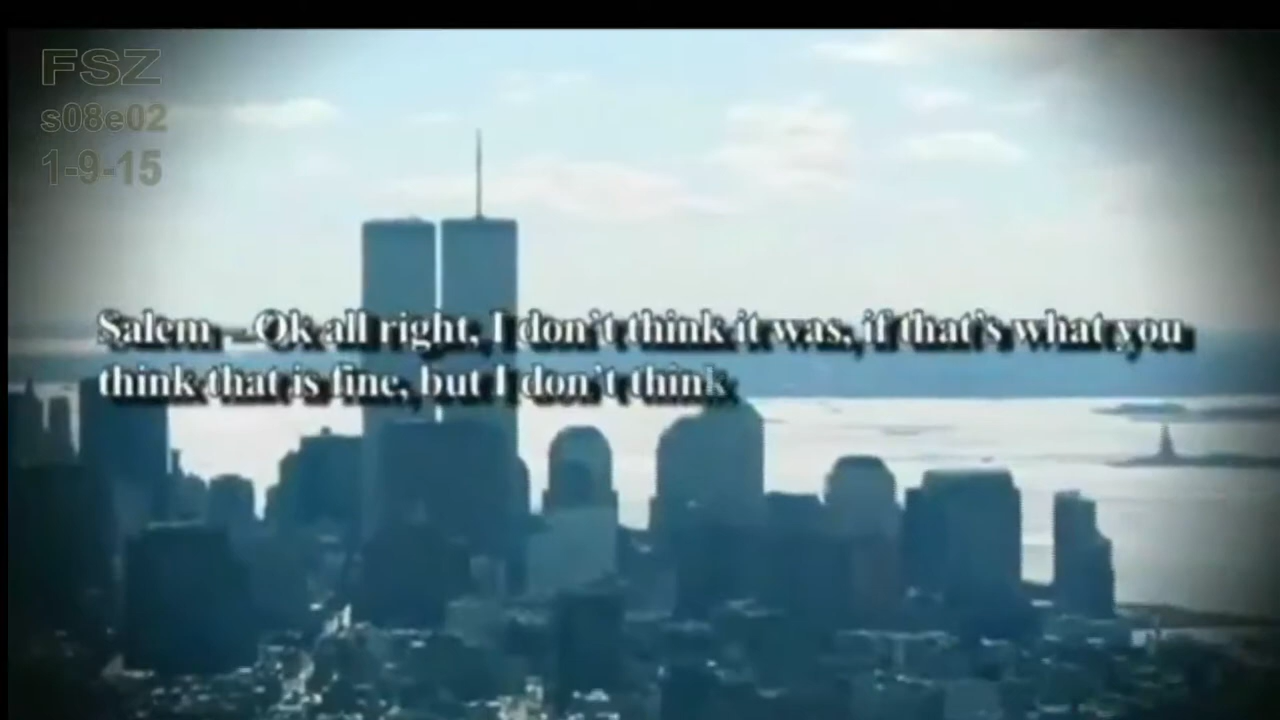 FSZ
s08e02
1-9-15
Salem – Ok all right, I don't think it was, if that's what you
think that is fine, but I don't think